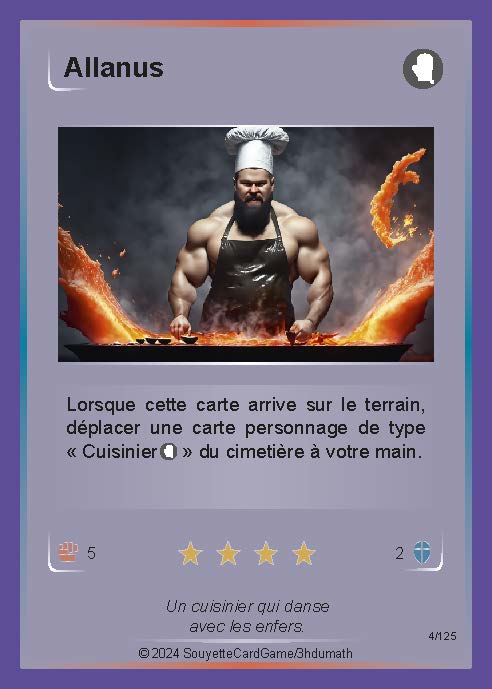 Allanus
Lorsque cette carte arrive sur le terrain,
déplacer une carte personnage de type
« Cuisinier » du cimetière à votre main.
5
2
Un cuisinier qui danse
avec les enfers.
4/125
© 2024 SouyetteCardGame/3hdumath